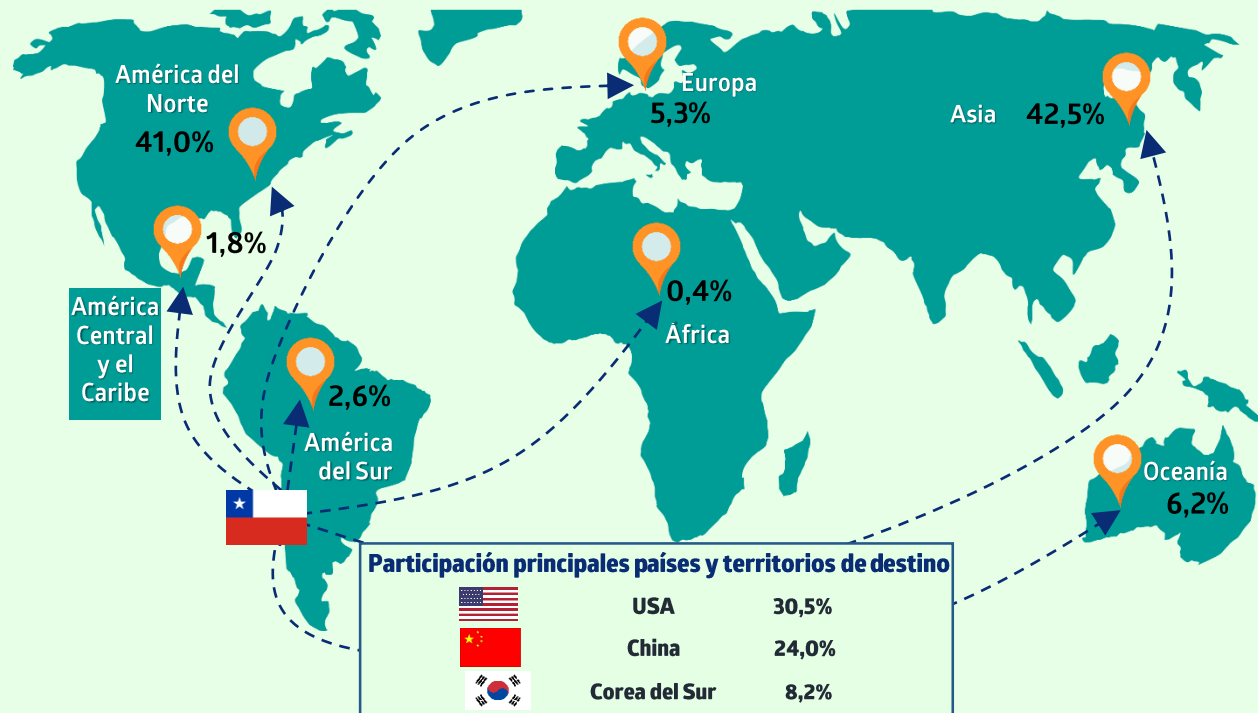 América del
Norte
41,0%
1,8%
América
Central
y el
Caribe
2,6%
América
del Sur
Europa
5,3%
Asia
42,5%
0,4%
África
Oceanía
6,2%
Participación principales países y territorios de destino
USA 30,5%
China 24,0%
Corea del Sur 8,2%